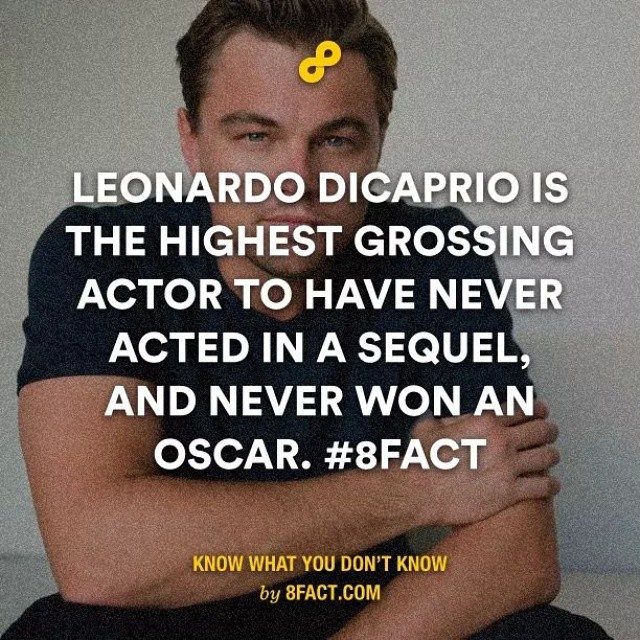 LEONARDO DICAPRIO IS
THE HIGHEST GROSSING
ACTOR TO HAVE NEVER
ACTED IN A SEQUEL,
AND NEVER WON AN
OSCAR. #8FACT
KNOW WHAT YOU DON'T KNOW
by 8FACT.COM